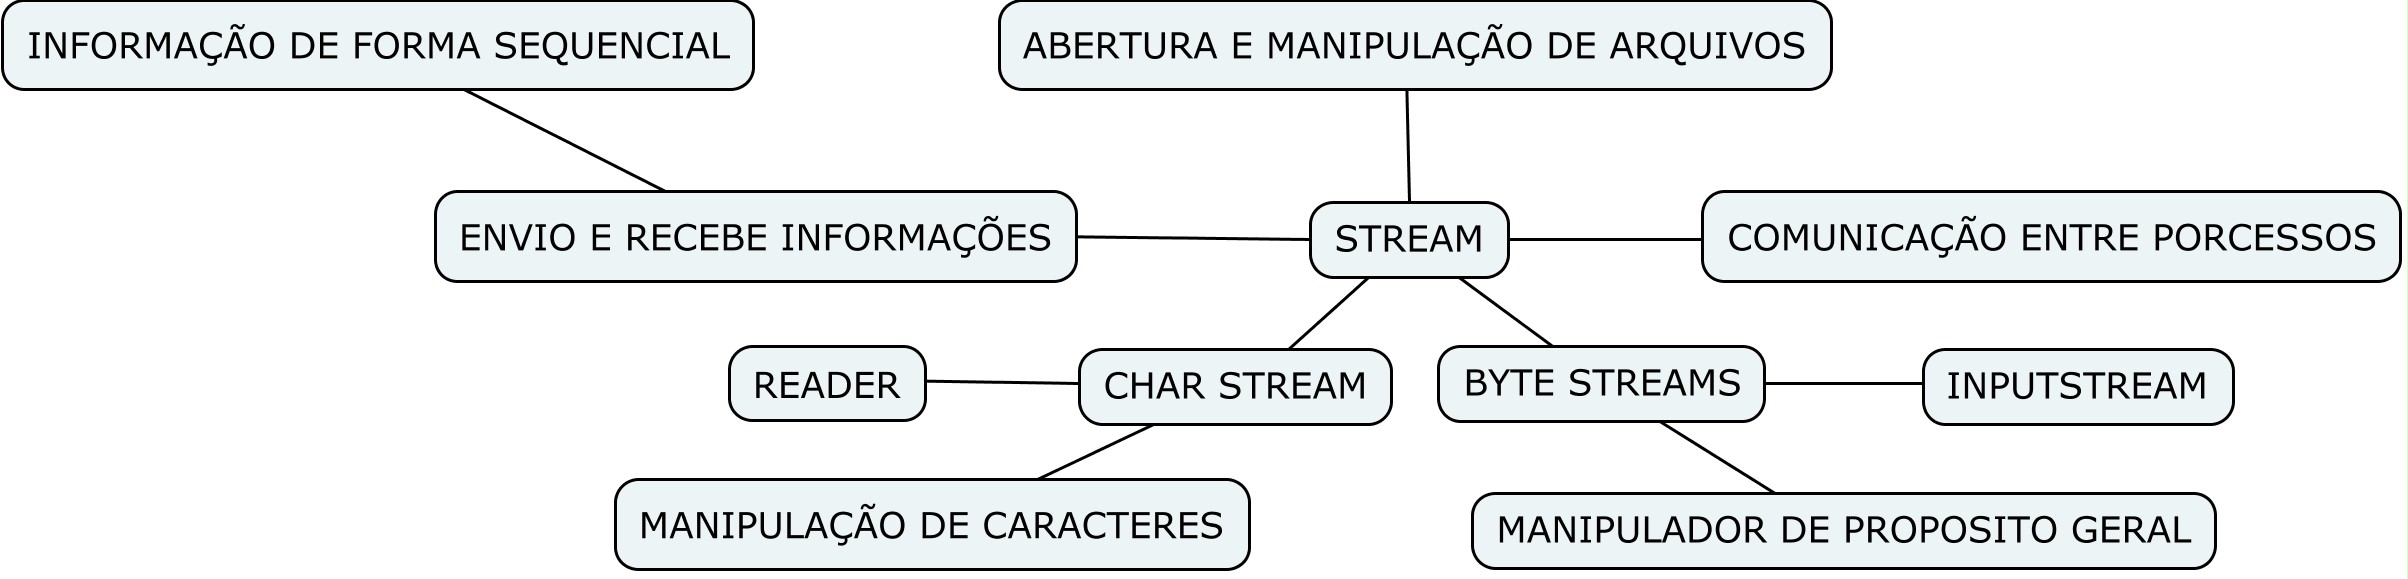 INFORMAÇÃO DE FORMA SEQUENCIAL
ABERTURA E MANIPULAÇÃO DE ARQUIVOS
ENVIO E RECEBE INFORMAÇÕES
STREAM
COMUNICAÇÃO ENTRE PORCESSOS
READER
CHAR STREAM
BYTE STREAMS
INPUTSTREAM
MANIPULAÇÃO DE CARACTERES
MANIPULADOR DE PROPOSITO GERAL